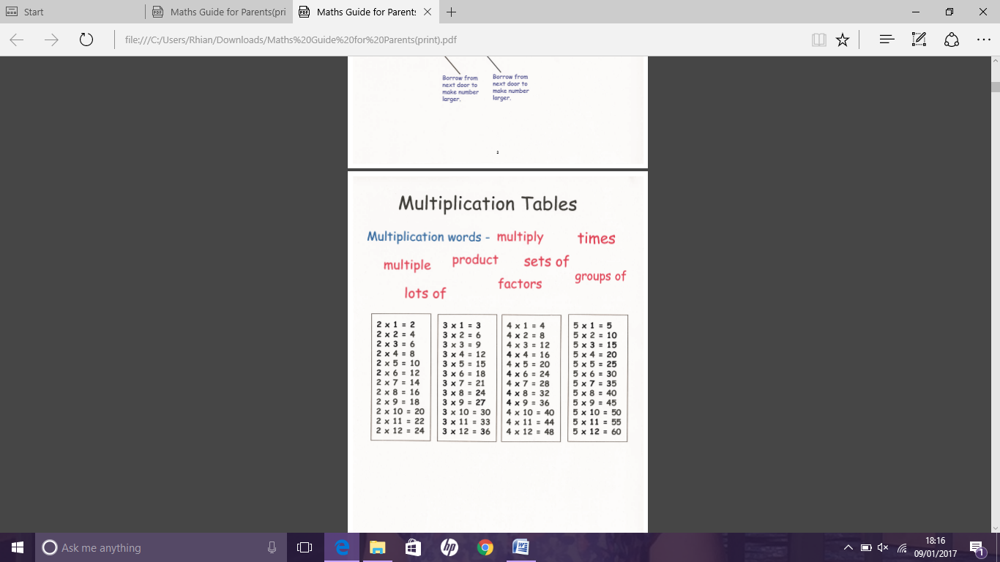 Start
Maths Guide for Parents(pri
Maths Guide for Parents
file:///C:/Users/Rhian/Downloads/Maths%20Guide%20for%20Parents(print).pdf
Borrow from
next door to
make number
larger.
Borrow from
next door to
make number
larger.
2
Multiplication Tables
Multiplication words - multiply times
multiple product sets of
lots of factors groups of
2 x 1 = 2
2 x 2 = 4
2 x 3 = 6
2 x 4 = 8
2 x 5 = 10
2 x 6 = 12
2 x 7 = 14
2 x 8 = 16
2 x 9 = 18
2 x 10 = 20
2 x 11 = 22
2 x 12 = 24
3 x 1 = 3
3 x 2 = 6
3 x 3 = 9
3 x 4 = 12
3 x 5 = 15
3 x 6 = 18
3 x 7 = 21
3 x 8 = 24
3 x 9 = 27
3 x 10 = 30
3 x 11 = 33
3 x 12 = 36
4 x 1 = 4
4 x 2 = 8
4 x 3 = 12
4 x 4 = 16
4 x 5 = 20
4 x 6 = 24
4 x 7 = 28
4 x 8 = 32
4 x 9 = 36
4 x 10 = 40
4 x 11 = 44
4 x 12 = 48
5 x 1 = 5
5 x 2 = 10
5 x 3 = 15
5 x 4 = 20
5 x 5 = 25
5 x 6 = 30
5 x 7 = 35
5 x 8 = 40
5 x 9 = 45
5 x 10 = 50
5 x 11 = 55
5 x 12 = 60
Ask me anything
hp
18:16
09/01/2017
1